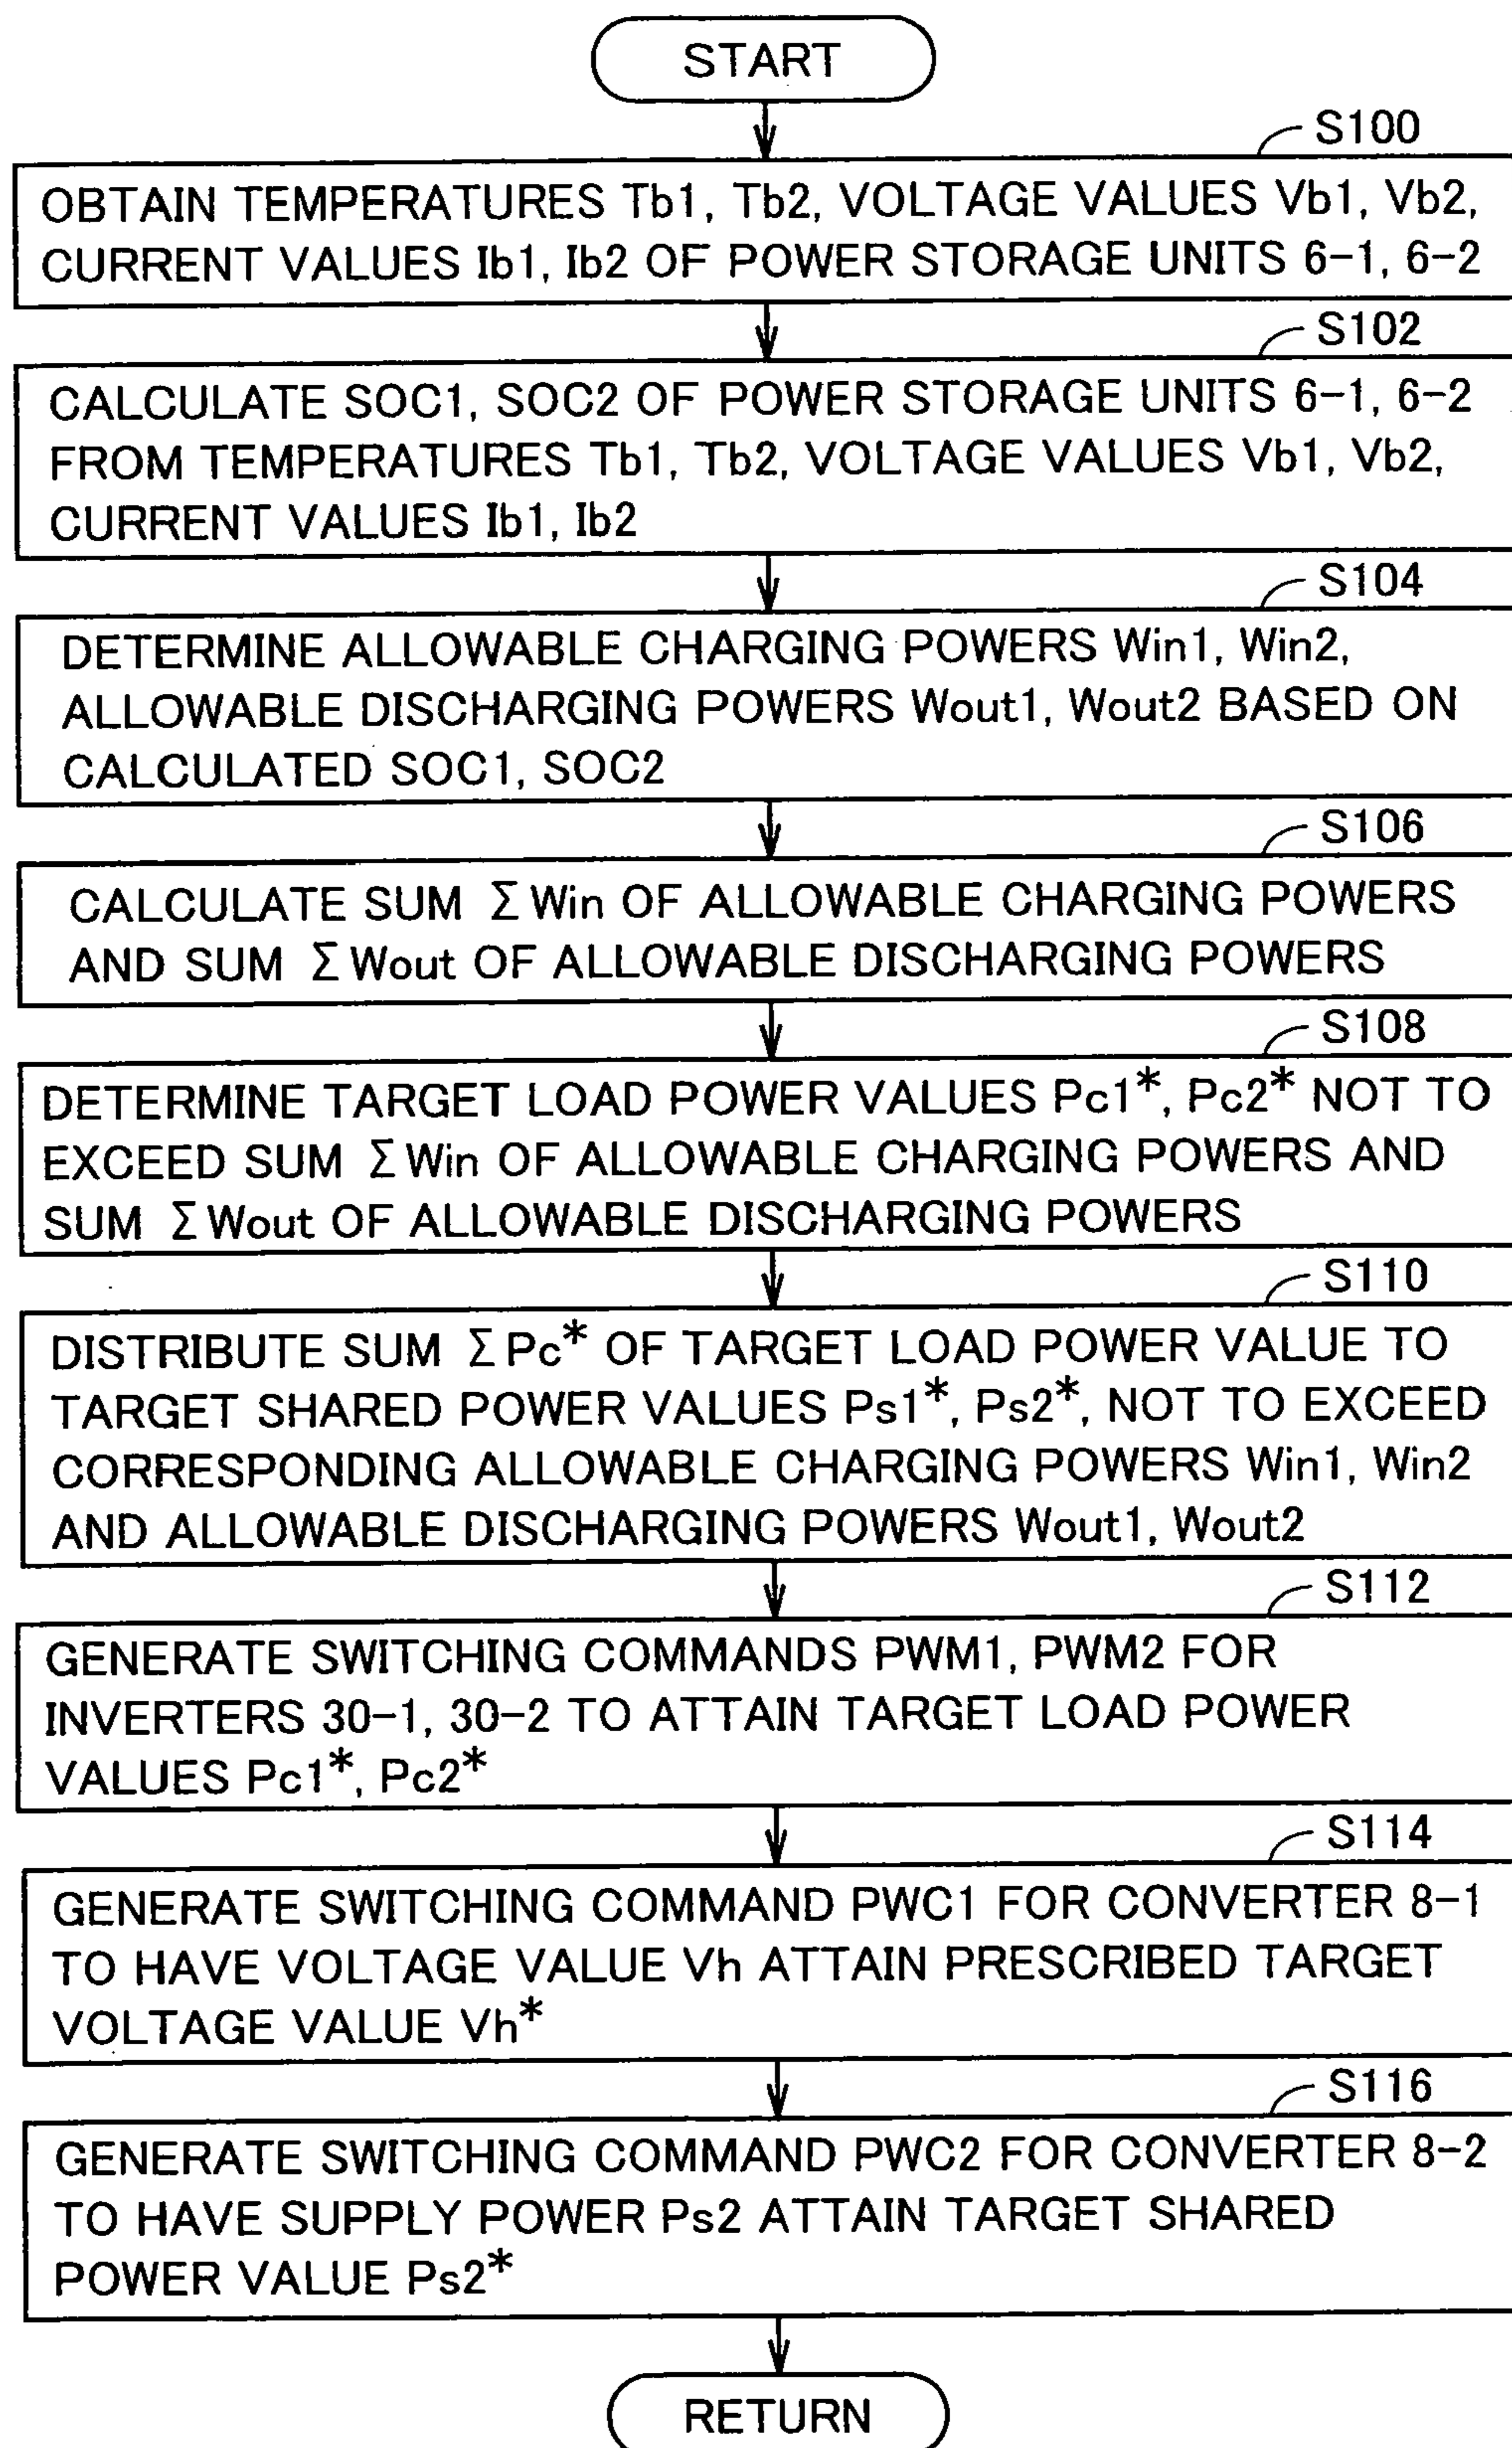 START
S100
OBTAIN TEMPERATURES Tb1, Tb2, VOLTAGE VALUES Vb1, Vb2,
CURRENT VALUES Ib1, Ib2 OF POWER STORAGE UNITS 6-1, 6-2
S102
CALCULATE SOC1, SOC2 OF POWER STORAGE UNITS 6-1, 6-2
FROM TEMPERATURES Tb1, Tb2, VOLTAGE VALUES Vb1, Vb2,
CURRENT VALUES Ib1, Ib2
S104
DETERMINE ALLOWABLE CHARGING POWERS Win1, Win2,
ALLOWABLE DISCHARGING POWERS Wout1, Wout2 BASED ON
CALCULATED SOC1, SOC2
S106
CALCULATE SUM ΣWin OF ALLOWABLE CHARGING POWERS
AND SUM ΣWout OF ALLOWABLE DISCHARGING POWERS
S108
DETERMINE TARGET LOAD POWER VALUES Pc1*, Pc2* NOT TO
EXCEED SUM ΣWin OF ALLOWABLE CHARGING POWERS AND
SUM ΣWout OF ALLOWABLE DISCHARGING POWERS
S110
DISTRIBUTE SUM ΣPc* OF TARGET LOAD POWER VALUE TO
TARGET SHARED POWER VALUES Ps1*, Ps2*, NOT TO EXCEED
CORRESPONDING ALLOWABLE CHARGING POWERS Win1, Win2
AND ALLOWABLE DISCHARGING POWERS Wout1, Wout2
S112
GENERATE SWITCHING COMMANDS PWM1, PWM2 FOR
INVERTERS 30-1, 30-2 TO ATTAIN TARGET LOAD POWER
VALUES Pc1*, Pc2*
S114
GENERATE SWITCHING COMMAND PWC1 FOR CONVERTER 8-1
TO HAVE VOLTAGE VALUE Vh ATTAIN PRESCRIBED TARGET
VOLTAGE VALUE Vh*
S116
GENERATE SWITCHING COMMAND PWC2 FOR CONVERTER 8-2
TO HAVE SUPPLY POWER Ps2 ATTAIN TARGET SHARED
POWER VALUE Ps2*
RETURN